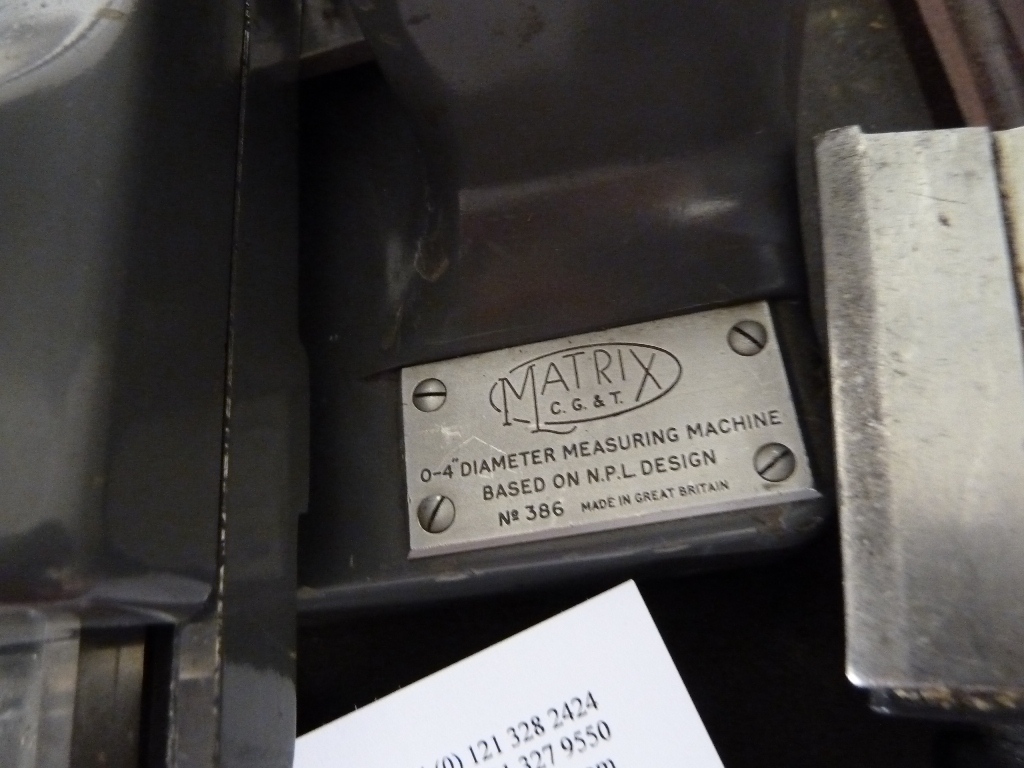 MATRIX
C. G. & T.
0-4" DIAMETER MEASURING MACHINE
BASED ON N.P.L. DESIGN
Nº 386 MADE IN GREAT BRITAIN
(0) 121 328 2424
327 9550